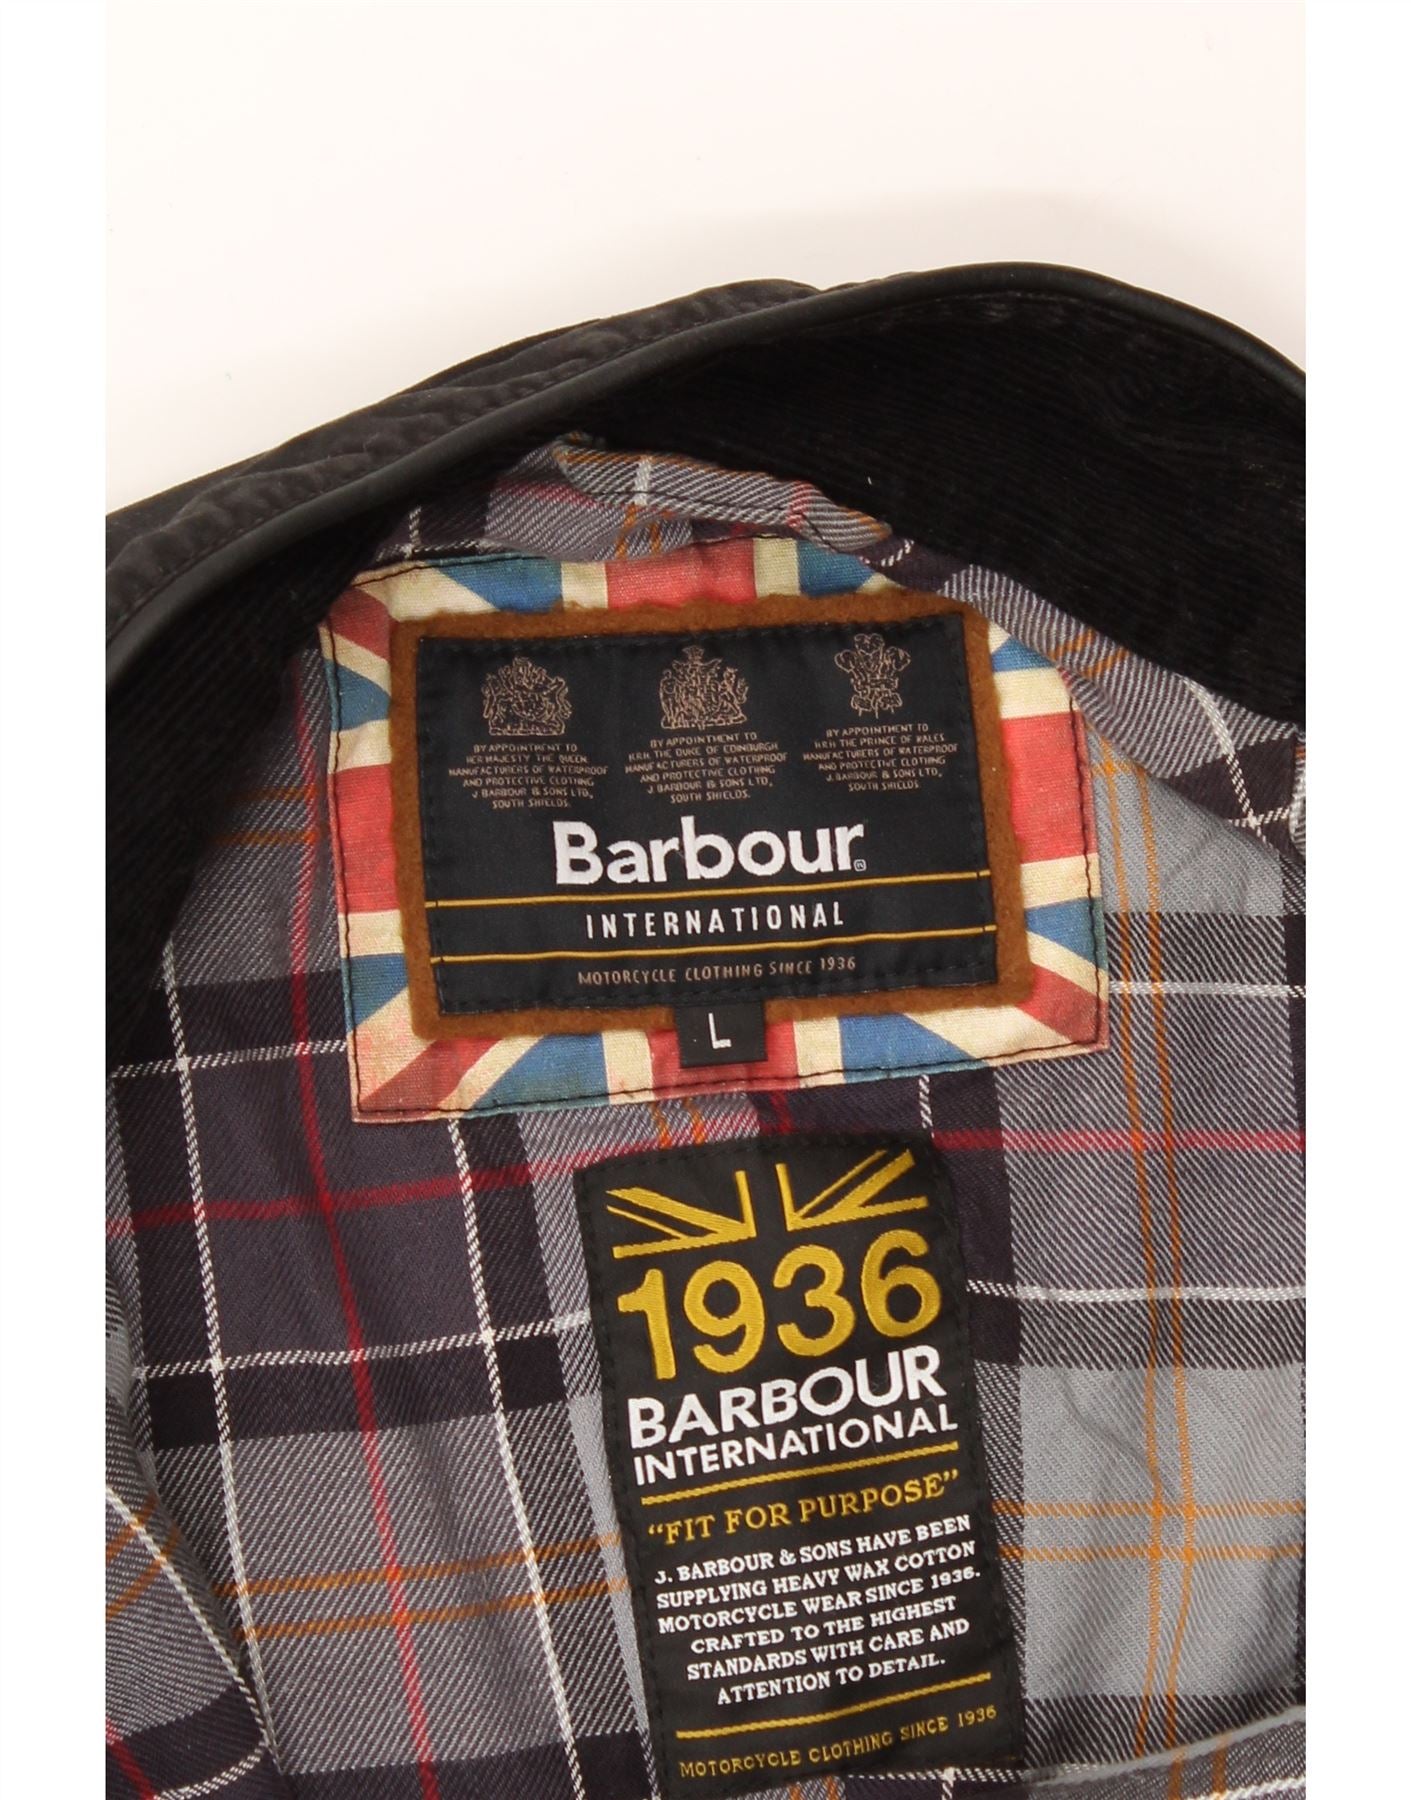 BY APPOINTMENT TO
HER MAJESTY THE QUEEN
MANUFACTURERS OF WATERPROOF
AND PROTECTIVE CLOTHING
J. BARBOUR & SONS LTD,
SOUTH SHIELDS.
BY APPOINTMENT TO
H.R.H. THE DUKE OF EDINBURGH
MANUFACTURERS OF WATERPROOF
AND PROTECTIVE CLOTHING
J. BARBOUR & SONS LTD,
SOUTH SHIELDS.
BY APPOINTMENT TO
H.R.H. THE PRINCE OF WALES
MANUFACTURERS OF WATERPROOF
AND PROTECTIVE CLOTHING
J. BARBOUR & SONS LTD,
SOUTH SHIELDS
Barbour®
INTERNATIONAL
MOTORCYCLE CLOTHING SINCE 1936
L
1936
BARBOUR
INTERNATIONAL
"FIT FOR PURPOSE"
J. BARBOUR & SONS HAVE BEEN
SUPPLYING HEAVY WAX COTTON
MOTORCYCLE WEAR SINCE 1936.
CRAFTED TO THE HIGHEST
STANDARDS WITH CARE AND
ATTENTION TO DETAIL.
MOTORCYCLE CLOTHING SINCE 1936